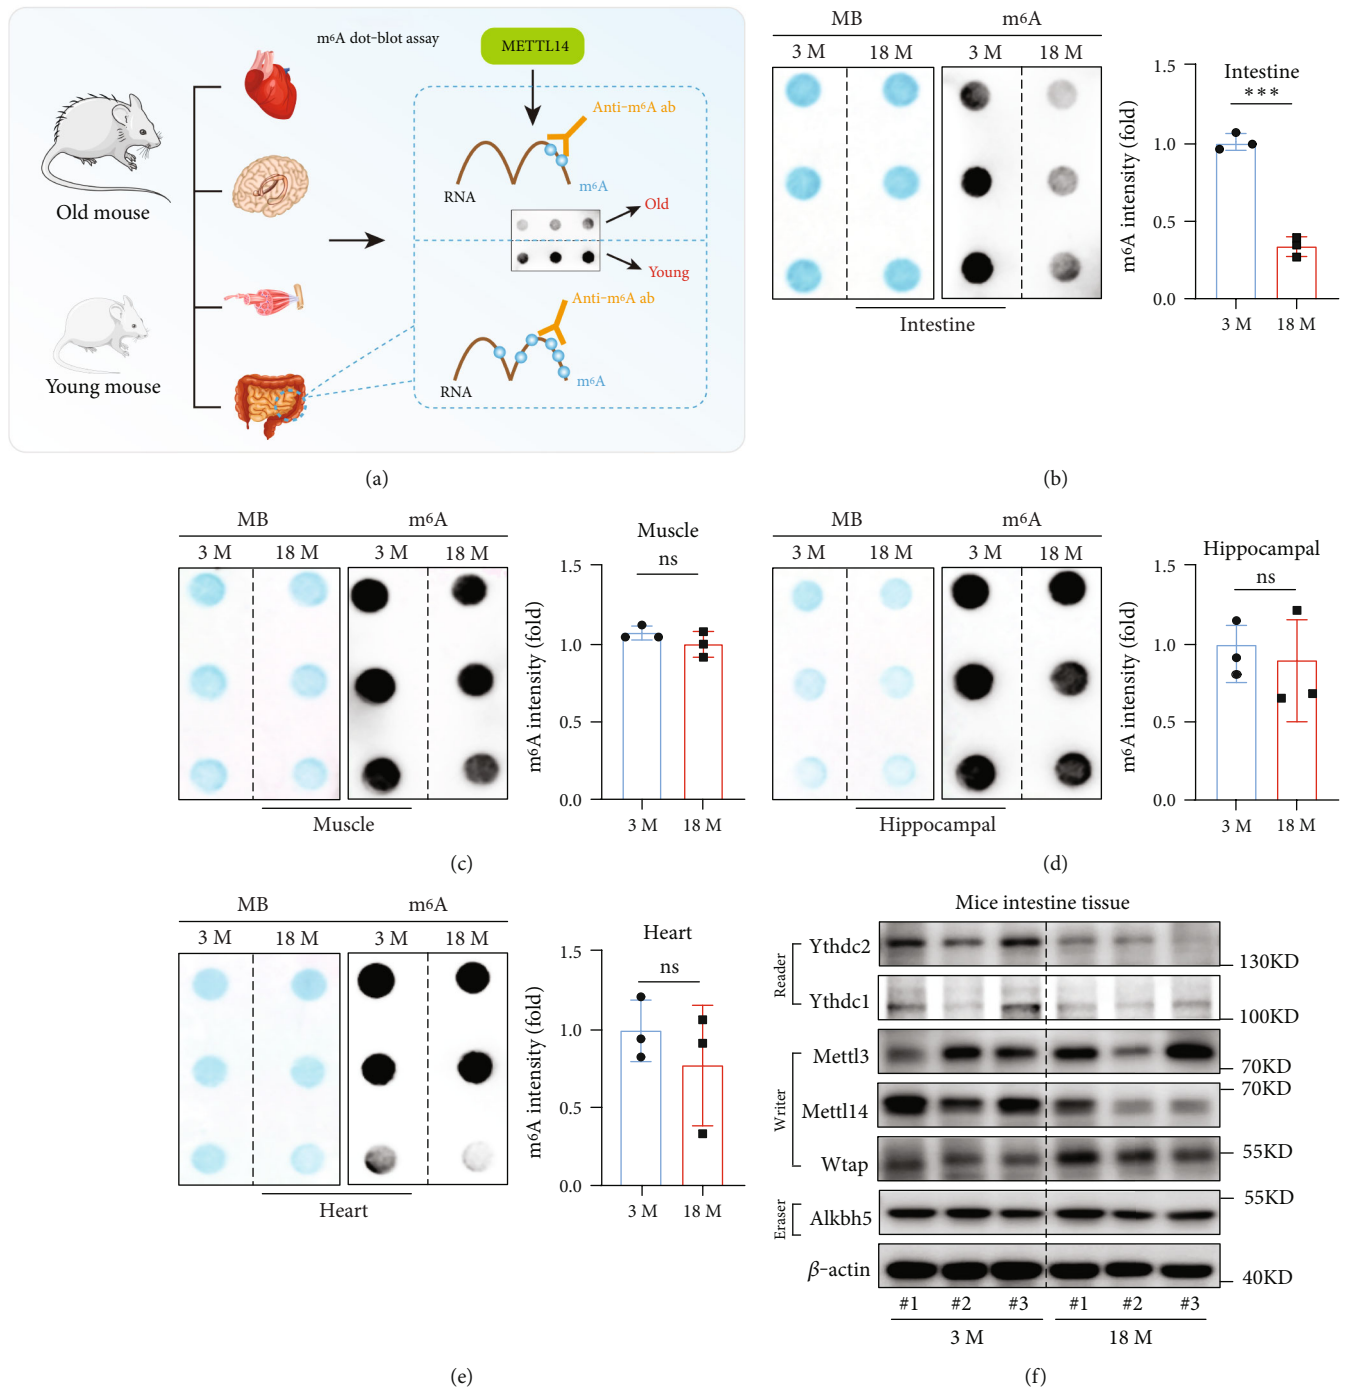 m⁶A dot-blot assay
METTL14
Anti-m⁶A ab
RNA
m⁶A
Old mouse
Old
Young
Anti-m⁶A ab
Young mouse
RNA
m⁶A
(a)
MB m⁶A
3 M 18 M 3 M 18 M
Intestine
Intestine
***
m⁶A intensity (fold)
1.5
1.0
0.5
0.0
3 M 18 M
(b)
MB m⁶A
3 M 18 M 3 M 18 M
Muscle
Muscle
ns
m⁶A intensity (fold)
1.5
1.0
0.5
0.0
3 M 18 M
(c)
MB m⁶A
3 M 18 M 3 M 18 M
Hippocampal
Hippocampal
ns
m⁶A intensity (fold)
1.5
1.0
0.5
0.0
3 M 18 M
(d)
MB m⁶A
3 M 18 M 3 M 18 M
Heart
Heart
ns
m⁶A intensity (fold)
1.5
1.0
0.5
0.0
3 M 18 M
(e)
Mice intestine tissue
Reader
Ythdc2 130KD
Ythdc1 100KD
Writer
Mettl3 70KD
Mettl14 70KD
Wtap 55KD
Eraser
Alkbh5 55KD
β-actin 40KD
#1 #2 #3 #1 #2 #3
3 M 18 M
(f)